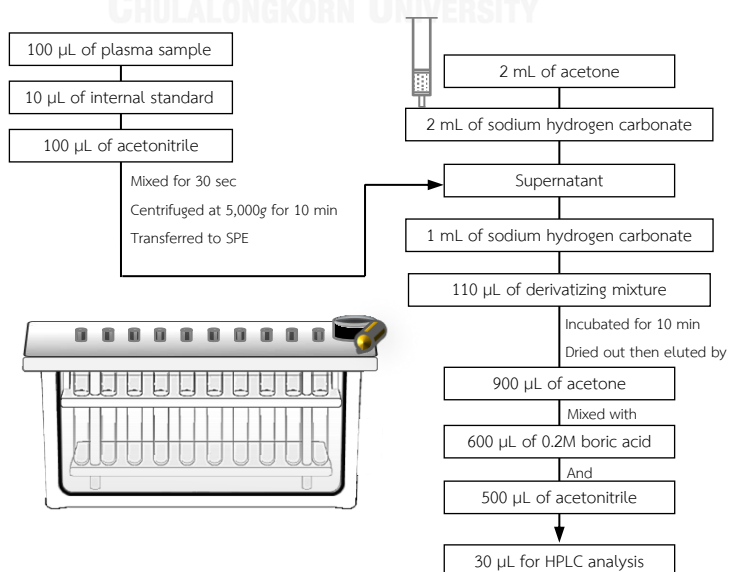 CHULALONGKORN UNIVERSITY
100 µL of plasma sample
10 µL of internal standard
100 µL of acetonitrile
Mixed for 30 sec
Centrifuged at 5,000g for 10 min
Transferred to SPE
2 mL of acetone
2 mL of sodium hydrogen carbonate
Supernatant
1 mL of sodium hydrogen carbonate
110 µL of derivatizing mixture
Incubated for 10 min
Dried out then eluted by
900 µL of acetone
Mixed with
600 µL of 0.2M boric acid
And
500 µL of acetonitrile
30 µL for HPLC analysis